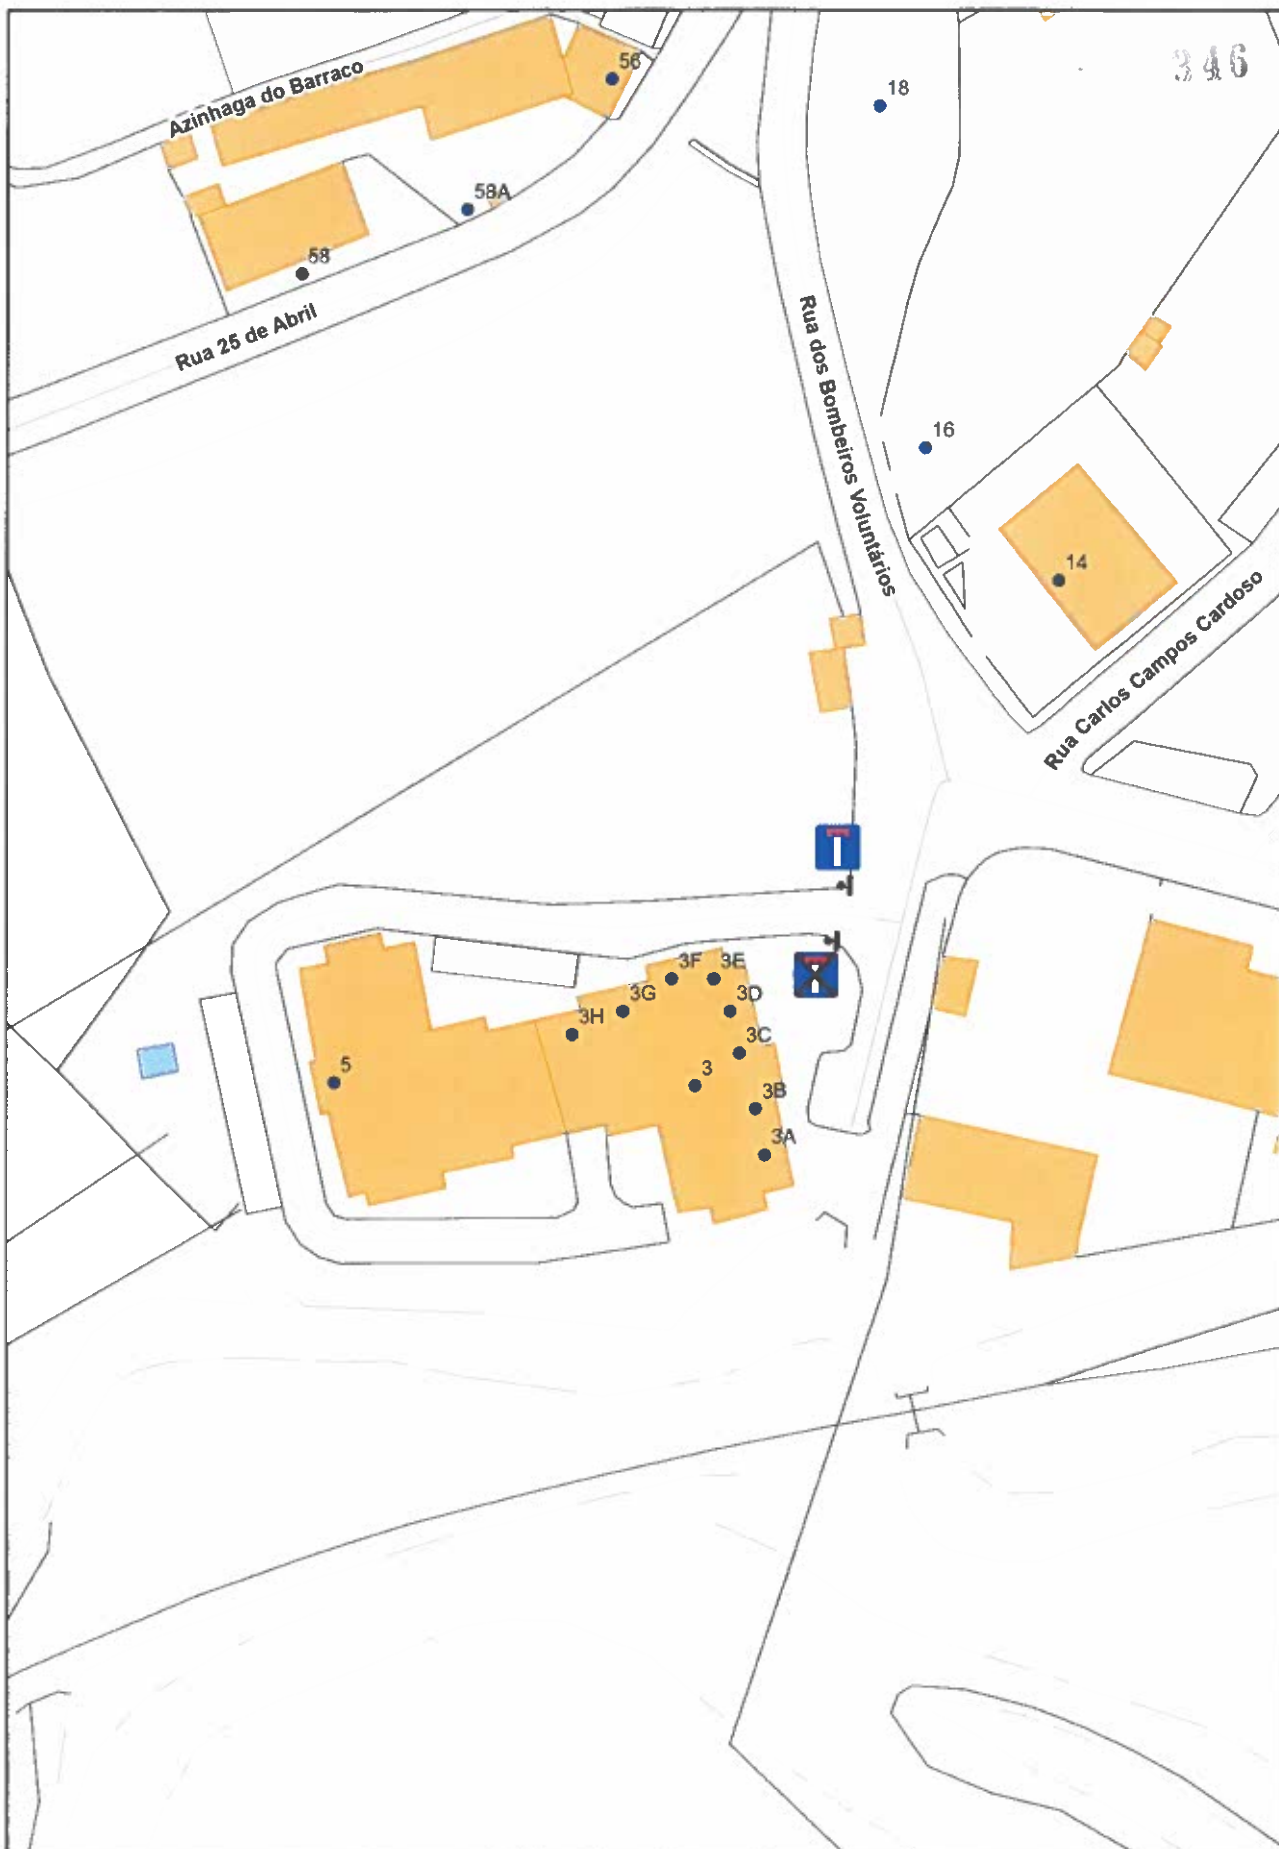 346
56
18
Azinhaga do Barraco
58A
58
Rua 25 de Abril
Rua dos Bombeiros Voluntários
16
14
Rua Carlos Campos Cardoso
3F
3E
3G
3D
3H
3C
5
3
3B
3A